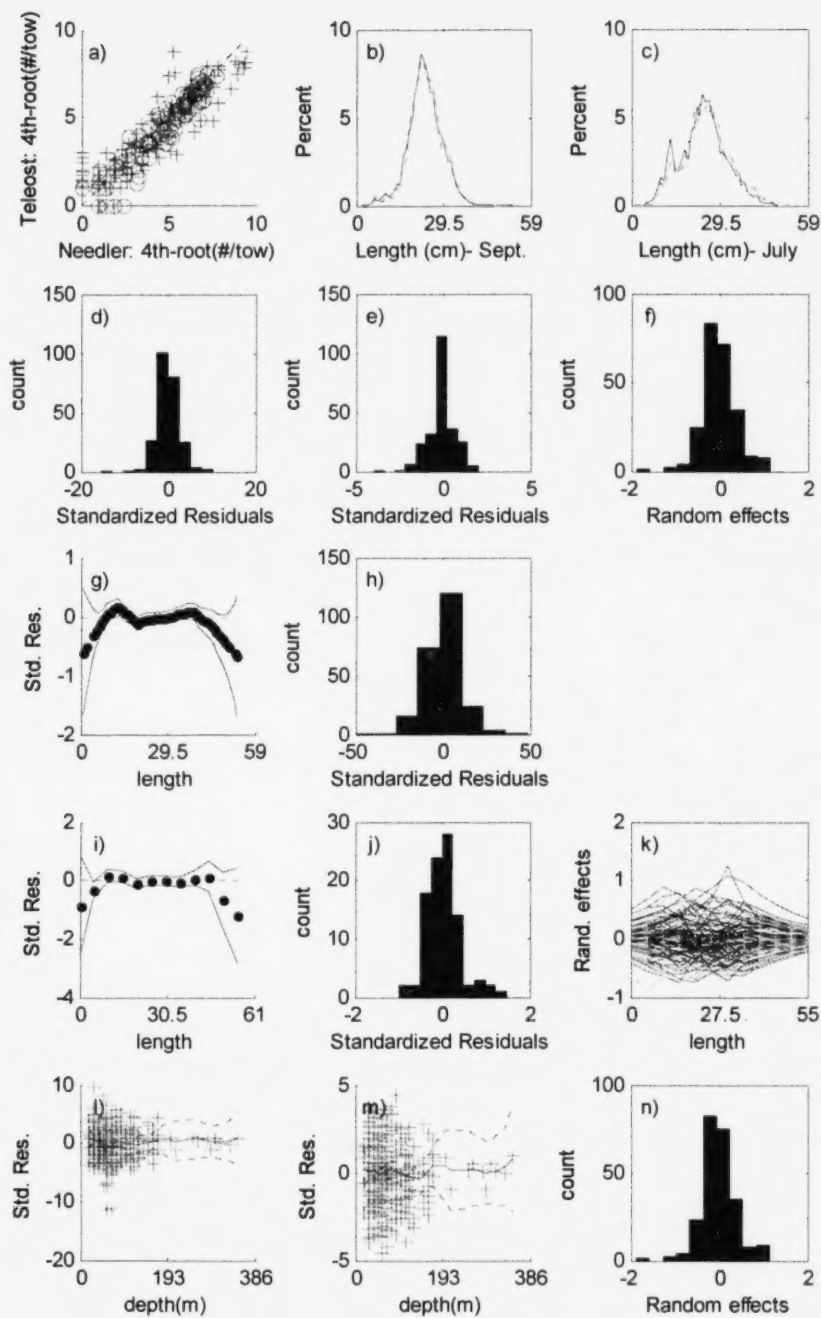 a)
10
5
0
0 5 10
Teleost: 4th-root(#/tow)
Needler: 4th-root(#/tow)
b)
10
5
0
0 29.5 59
Percent
Length (cm)- Sept.
c)
10
5
0
0 29.5 59
Percent
Length (cm)- July
d)
150
100
50
0
-20 0 20
count
Standardized Residuals
e)
150
100
50
0
-5 0 5
count
Standardized Residuals
f)
100
50
0
-2 0 2
count
Random effects
g)
1
0
-1
-2
0 29.5 59
Std. Res.
length
h)
150
100
50
0
-50 0 50
count
Standardized Residuals
i)
2
0
-2
-4
0 30.5 61
Std. Res.
length
j)
30
20
10
0
-2 0 2
count
Standardized Residuals
k)
2
1
0
-1
0 27.5 55
Rand. effects
length
l)
10
0
-10
-20
0 193 386
Std. Res.
depth(m)
m)
5
0
-5
0 193 386
Std. Res.
depth(m)
n)
100
50
0
-2 0 2
count
Random effects